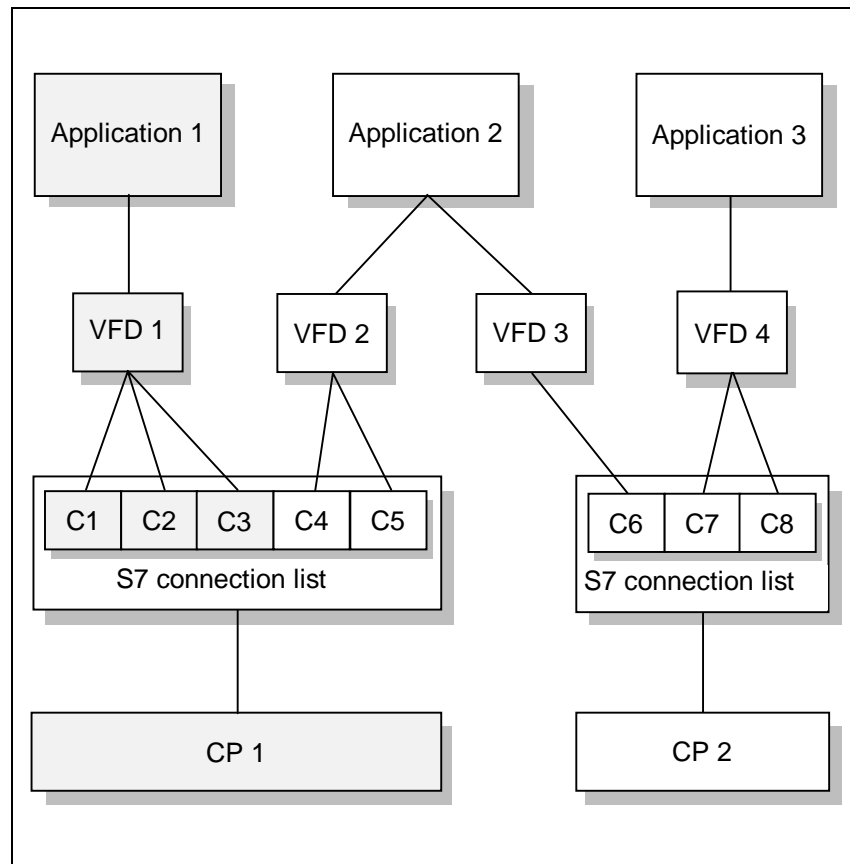 Application 1
Application 2
Application 3
VFD 1
VFD 2
VFD 3
VFD 4
C1
C2
C3
C4
C5
S7 connection list
C6
C7
C8
S7 connection list
CP 1
CP 2